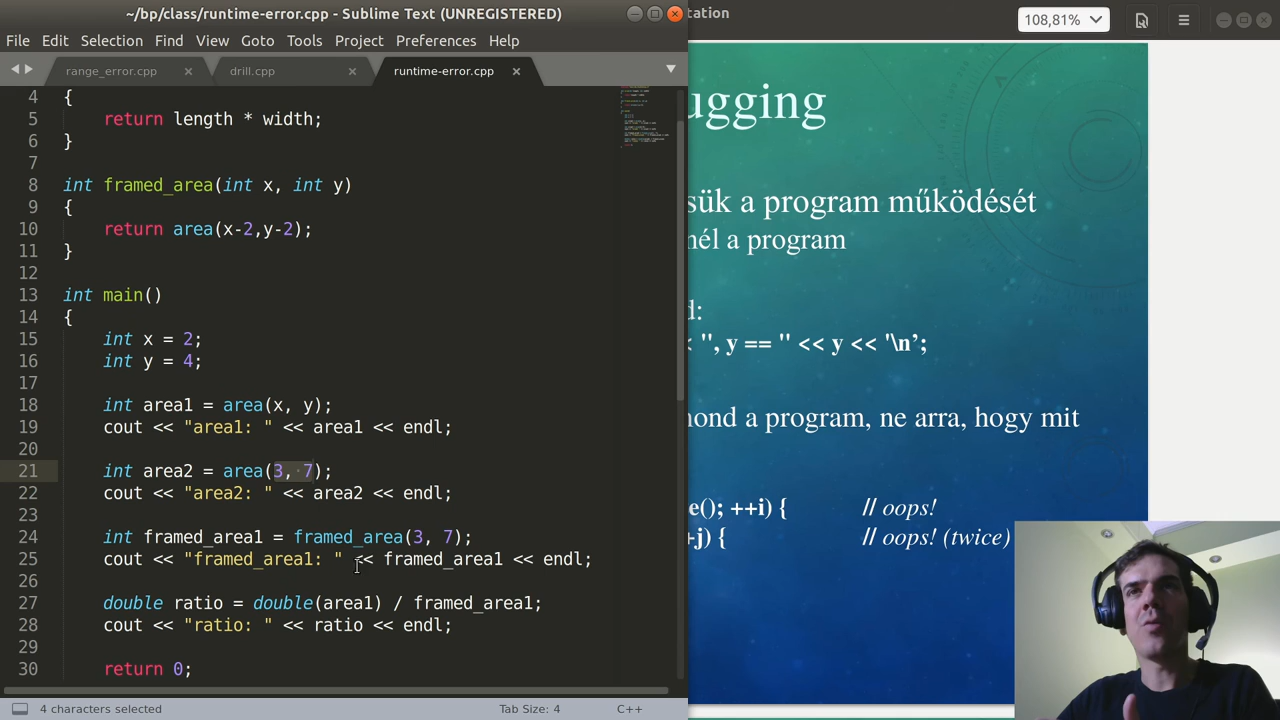 ~/bp/class/runtime-error.cpp - Sublime Text (UNREGISTERED)
File Edit Selection Find View Goto Tools Project Preferences Help
range_error.cpp × drill.cpp × runtime-error.cpp ×
4 {
5 return length * width;
6 }
7
8 int framed_area(int x, int y)
9 {
10 return area(x-2,y-2);
11 }
12
13 int main()
14 {
15 int x = 2;
16 int y = 4;
17
18 int area1 = area(x, y);
19 cout << "area1: " << area1 << endl;
20
21 int area2 = area(3, 7);
22 cout << "area2: " << area2 << endl;
23
24 int framed_area1 = framed_area(3, 7);
25 cout << "framed_area1: " << framed_area1 << endl;
26
27 double ratio = double(area1) / framed_area1;
28 cout << "ratio: " << ratio << endl;
29
30 return 0;
4 characters selected Tab Size: 4 C++
tation
108,81%
ugging
sük a program működését
nél a program
d:
< ", y == " << y << '\n’;
mond a program, ne arra, hogy mit
e(); ++i) { // oops!
+j) { // oops! (twice)